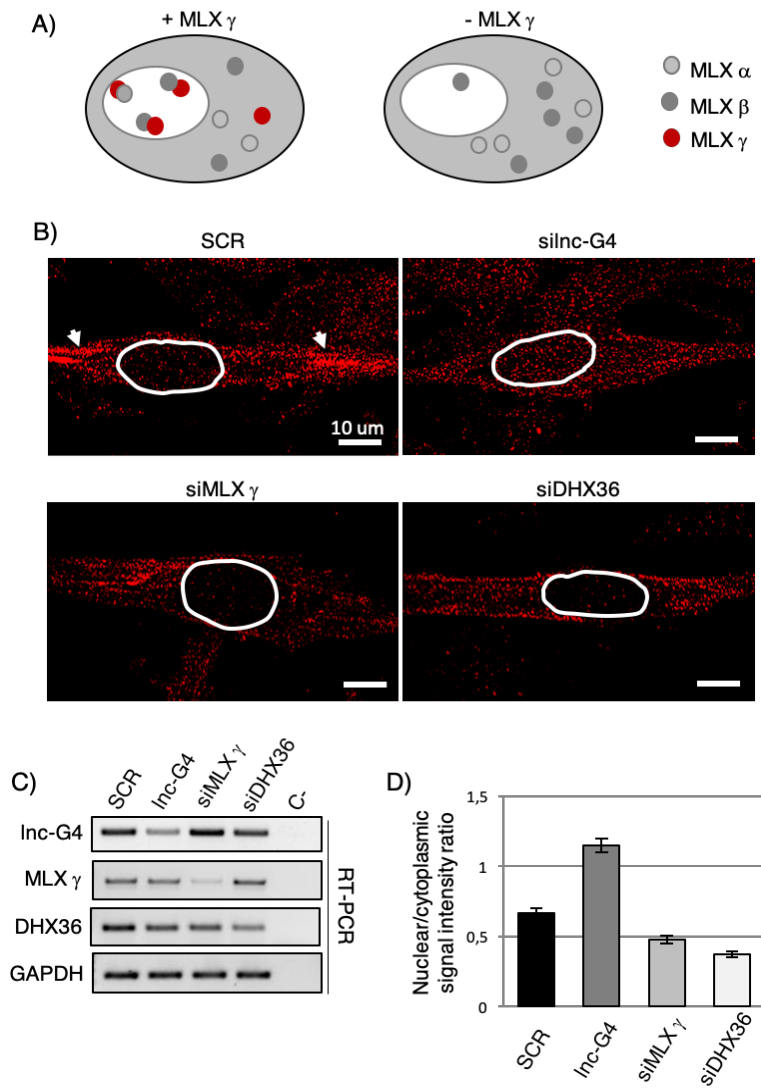 A)
+ MLX γ
- MLX γ
MLX α
MLX β
MLX γ
B)
SCR
silnc-G4
10 um
siMLX γ
siDHX36
C)
SCR
lnc-G4
siMLX γ
siDHX36
C-
lnc-G4
MLX γ
DHX36
GAPDH
RT-PCR
D)
Nuclear/cytoplasmic
signal intensity ratio
1,5
1
0,5
0
SCR
lnc-G4
siMLX γ
siDHX36